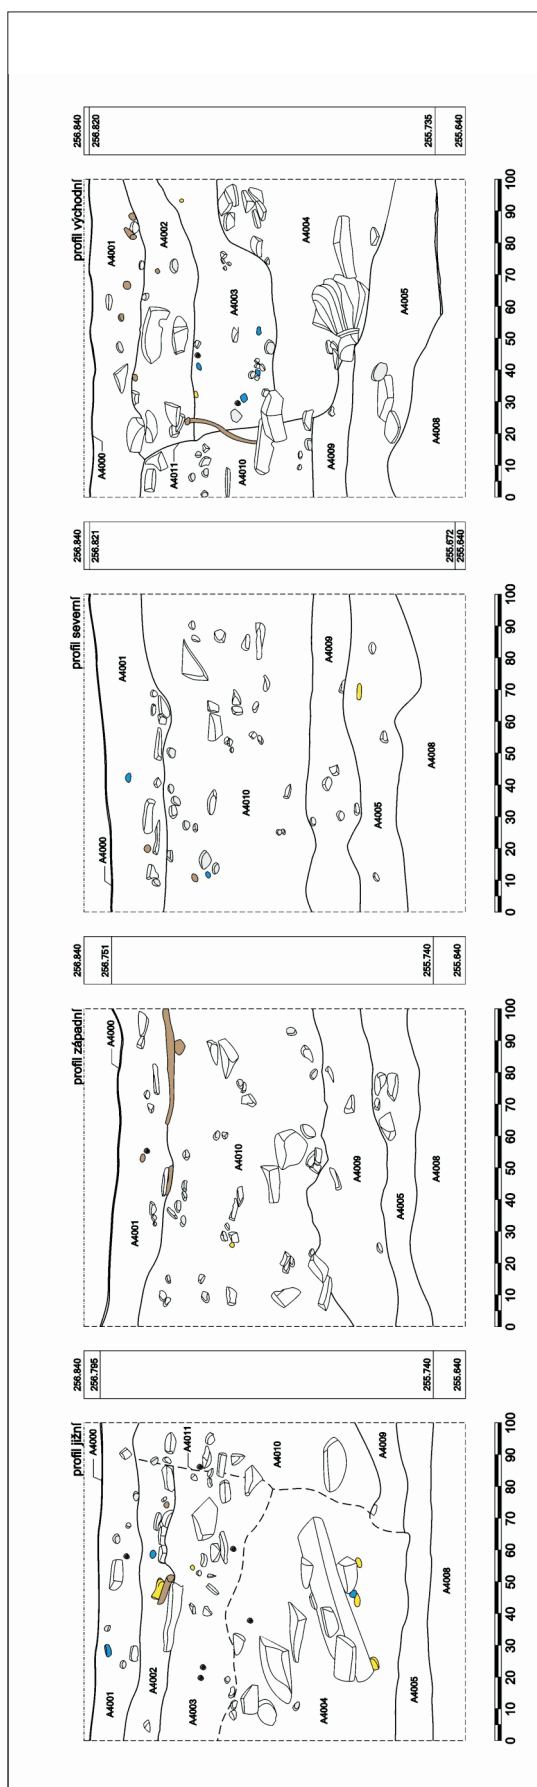 profil východní
256.840
256.820
255.735
255.640
A4000
A4001
A4002
A4003
A4004
A4005
A4008
A4009
A4010
A4011
0 10 20 30 40 50 60 70 80 90 100
profil severní
256.840
256.821
255.672
255.640
A4000
A4001
A4010
A4009
A4005
A4008
0 10 20 30 40 50 60 70 80 90 100
profil západní
256.840
256.751
255.740
255.640
A4000
A4001
A4010
A4009
A4005
A4008
0 10 20 30 40 50 60 70 80 90 100
profil jižní
256.840
256.795
255.740
255.640
A4000
A4001
A4002
A4003
A4004
A4005
A4008
A4009
A4010
A4011
0 10 20 30 40 50 60 70 80 90 100